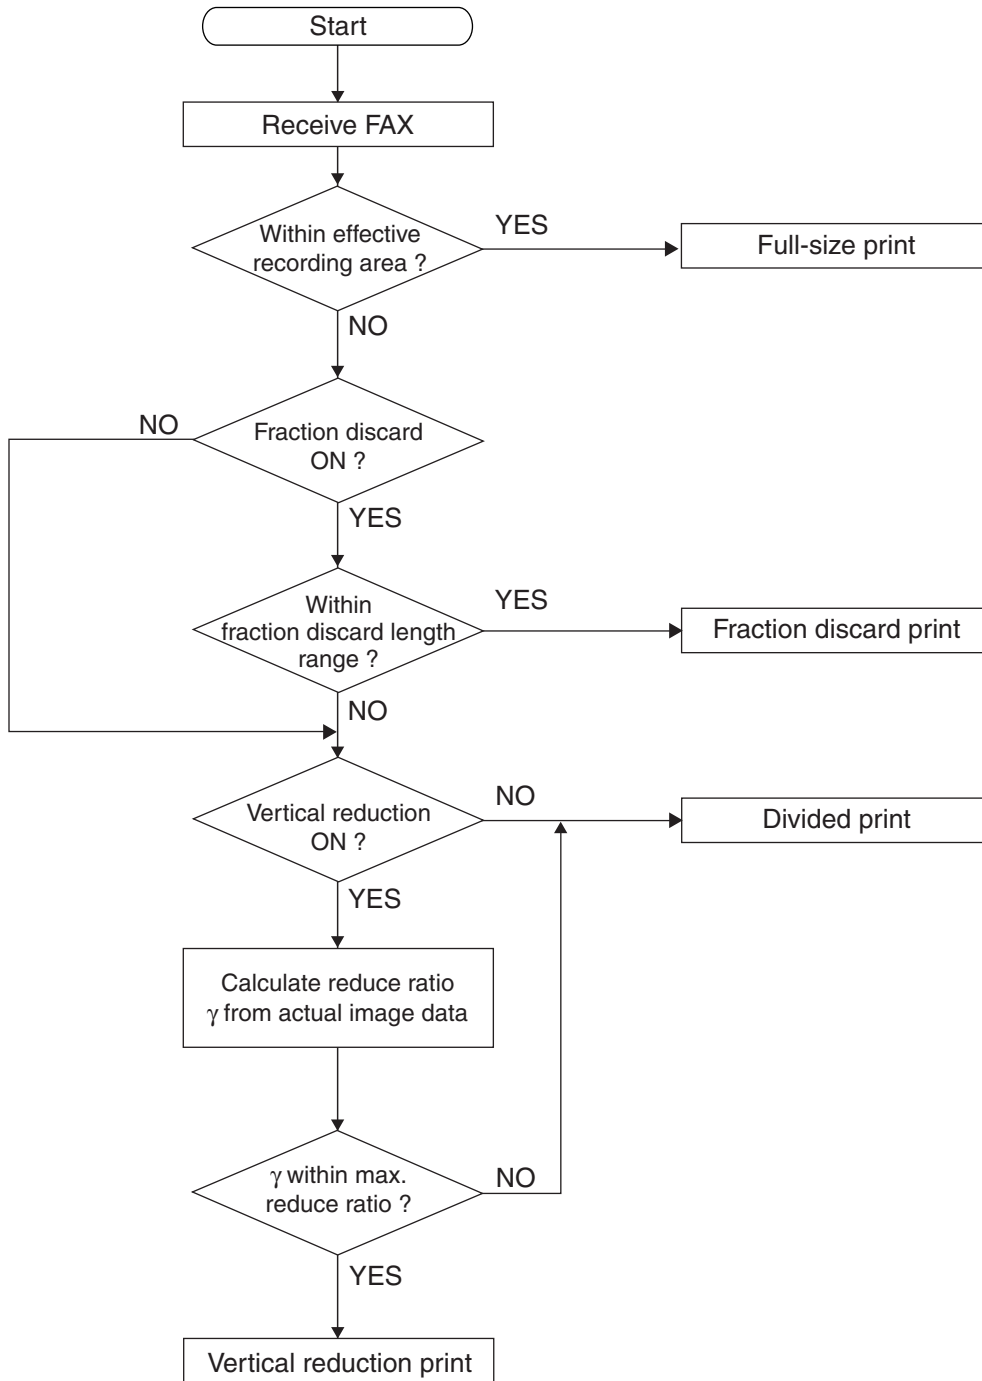 Start
Receive FAX
Within effective
recording area ?
YES
Full-size print
NO
NO
Fraction discard
ON ?
YES
Within
fraction discard length
range ?
YES
Fraction discard print
NO
Vertical reduction
ON ?
NO
Divided print
YES
Calculate reduce ratio
γ from actual image data
γ within max.
reduce ratio ?
NO
YES
Vertical reduction print